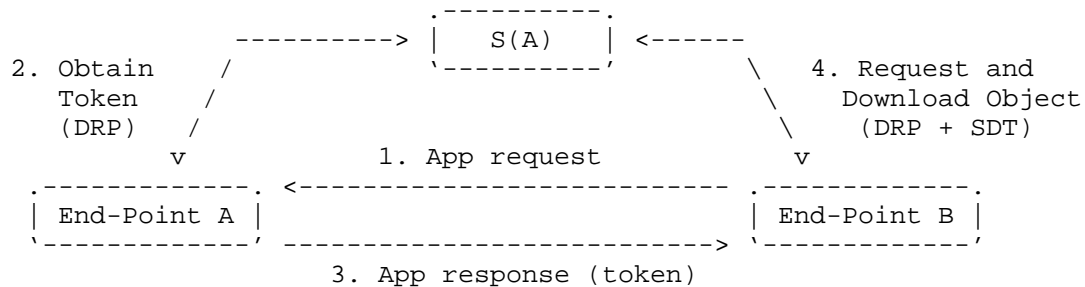 S(A)
2. Obtain
Token
(DRP)
4. Request and
Download Object
(DRP + SDT)
1. App request
End-Point A
End-Point B
3. App response (token)